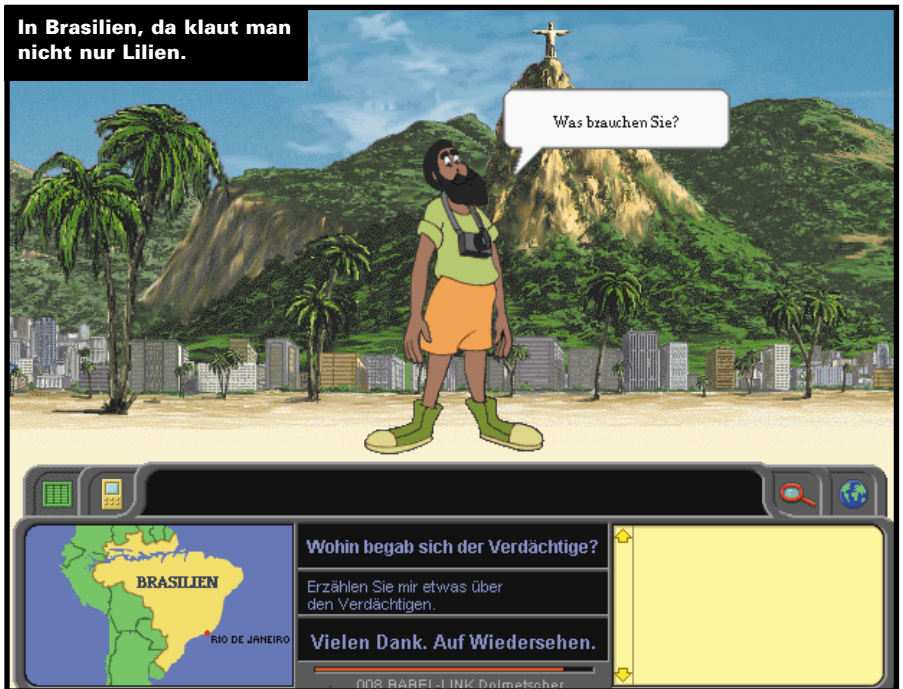 In Brasilien, da klaut man
nicht nur Lilien.
Was brauchen Sie?
BRASILIEN
RIO DE JANEIRO
Wohin begab sich der Verdächtige?
Erzählen Sie mir etwas über
den Verdächtigen.
Vielen Dank. Auf Wiedersehen.
008 BABEL-LINK Dolmetscher